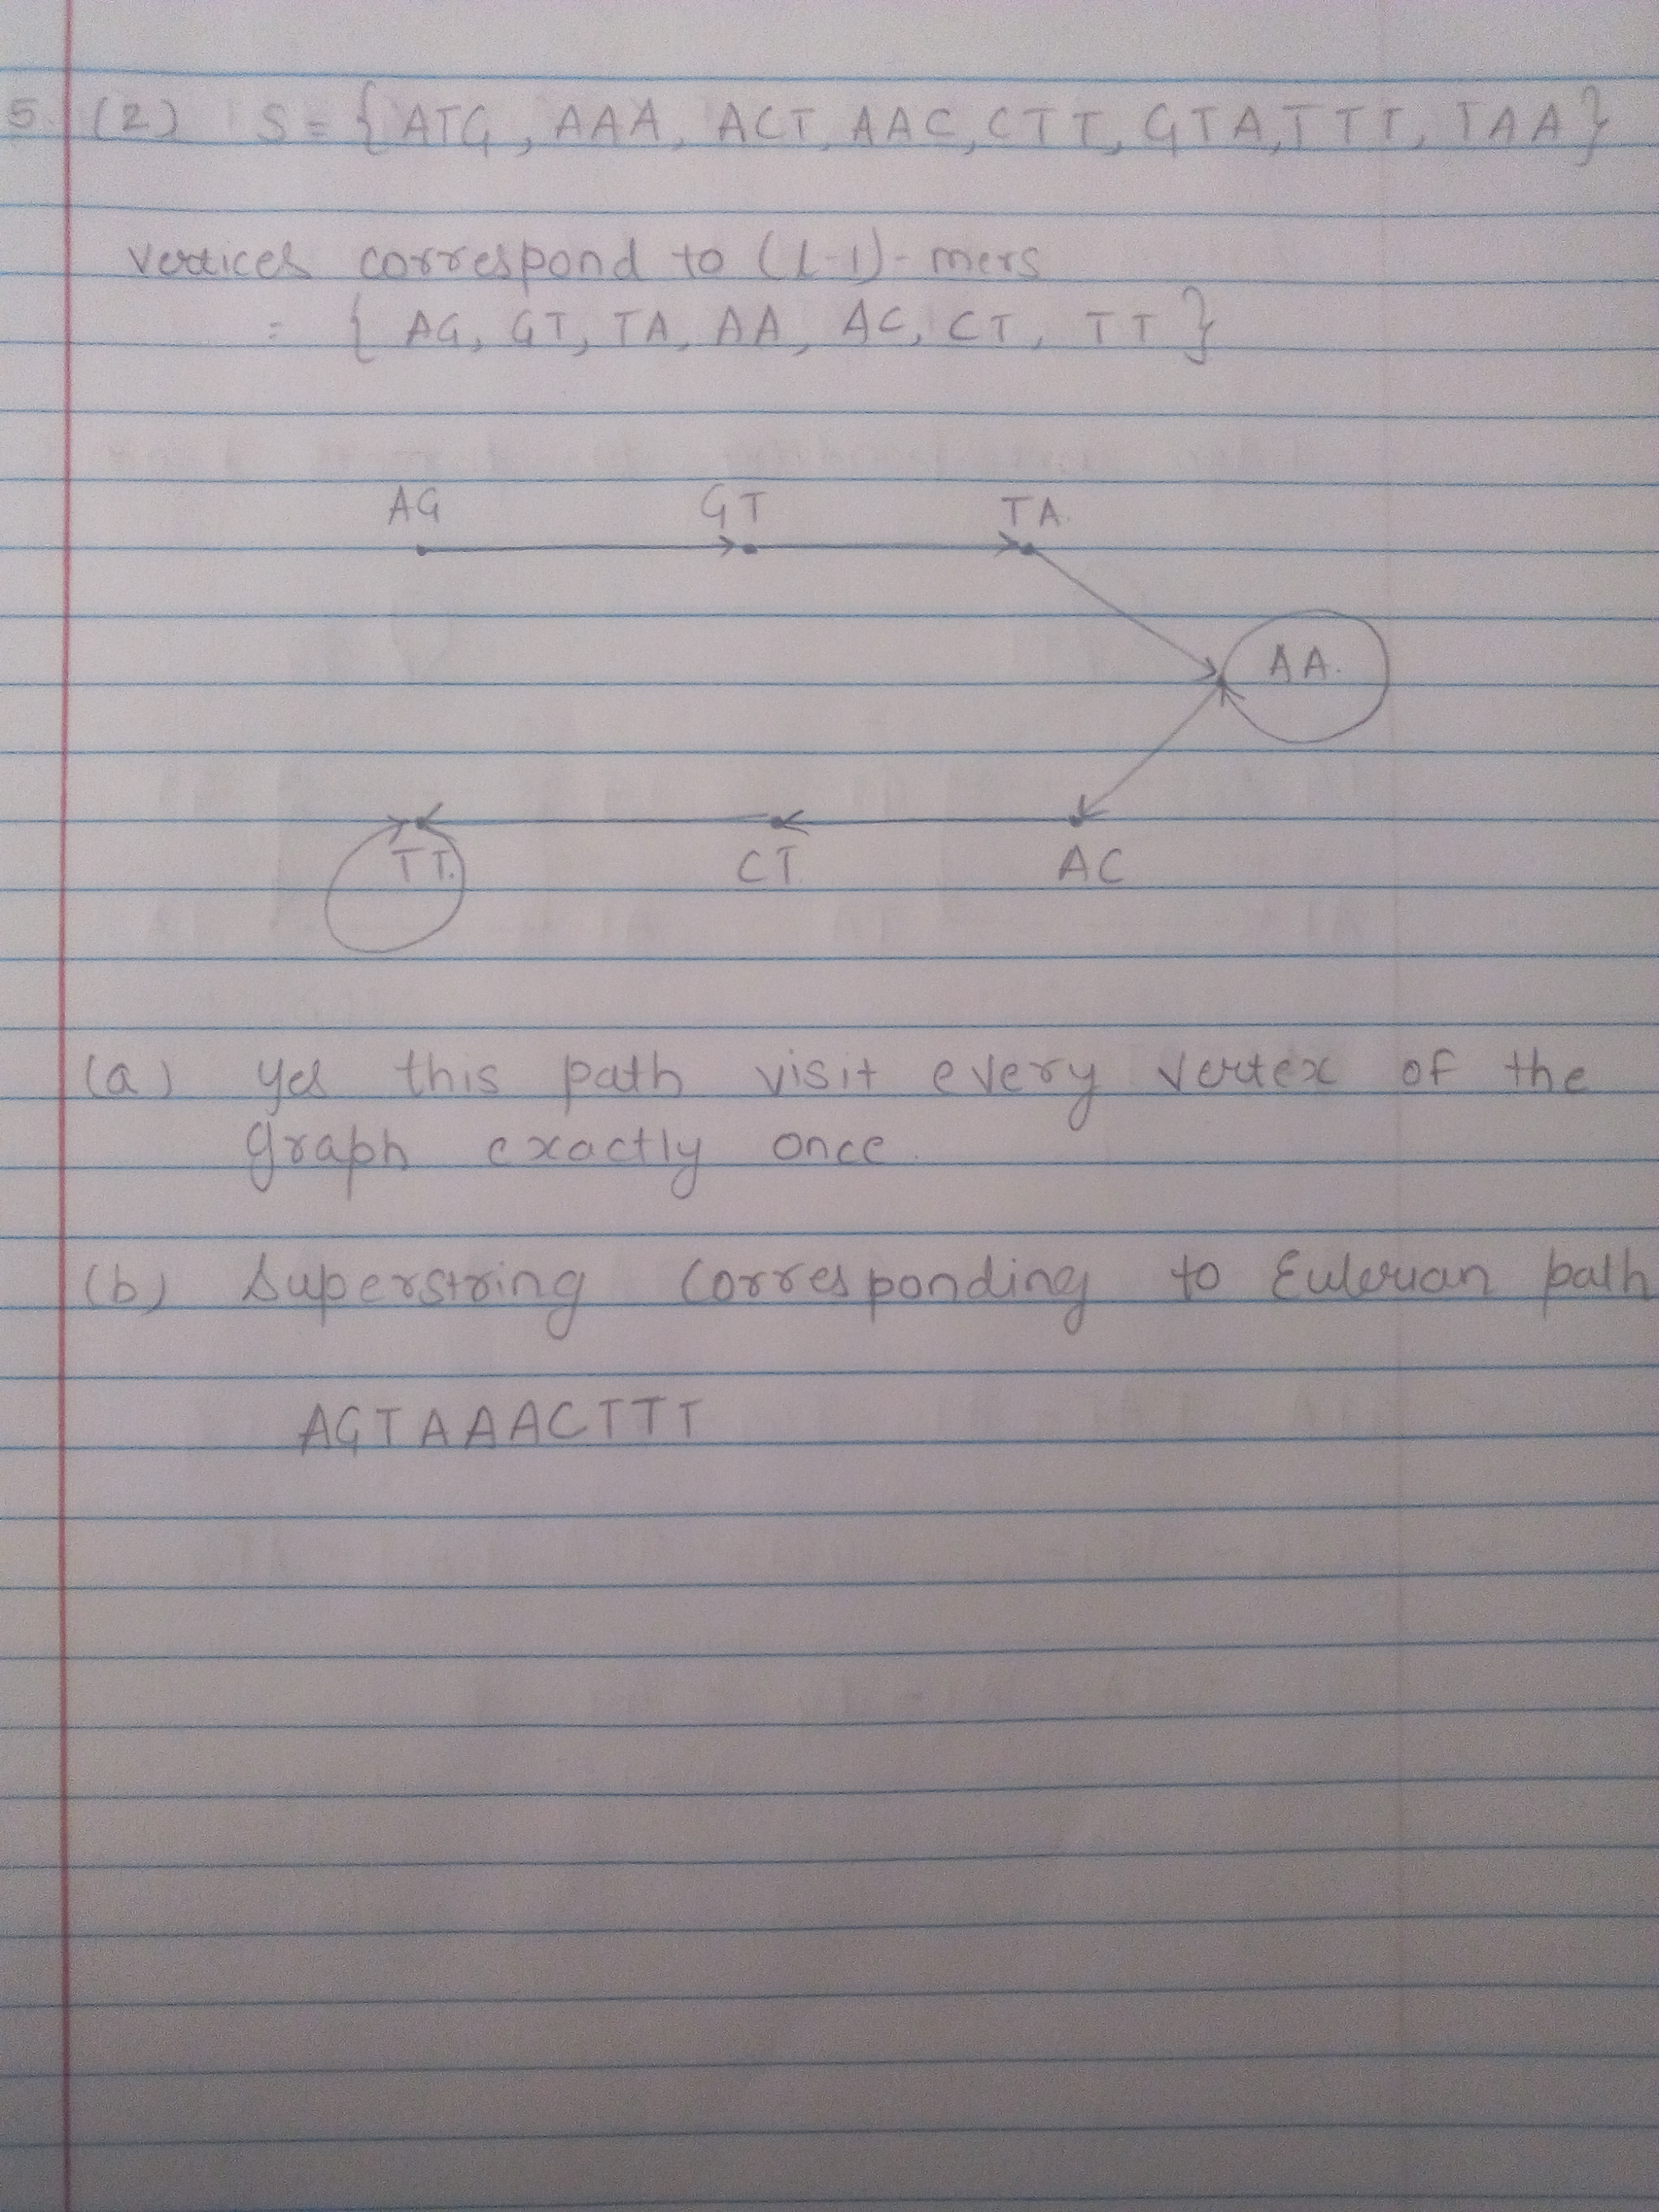 5. (2) S = { ATG, AAA, ACT, AAC, CTT, GTA, TTT, TAA }
vertices correspond to (l-1)-mers
= { AG, GT, TA, AA, AC, CT, TT }
AG GT TA.
AA.
TT. CT AC
(a) yes this path visit every vertex of the
graph exactly once.
(b) Superstring corresponding to Eulerian path
AGTAAACTTT